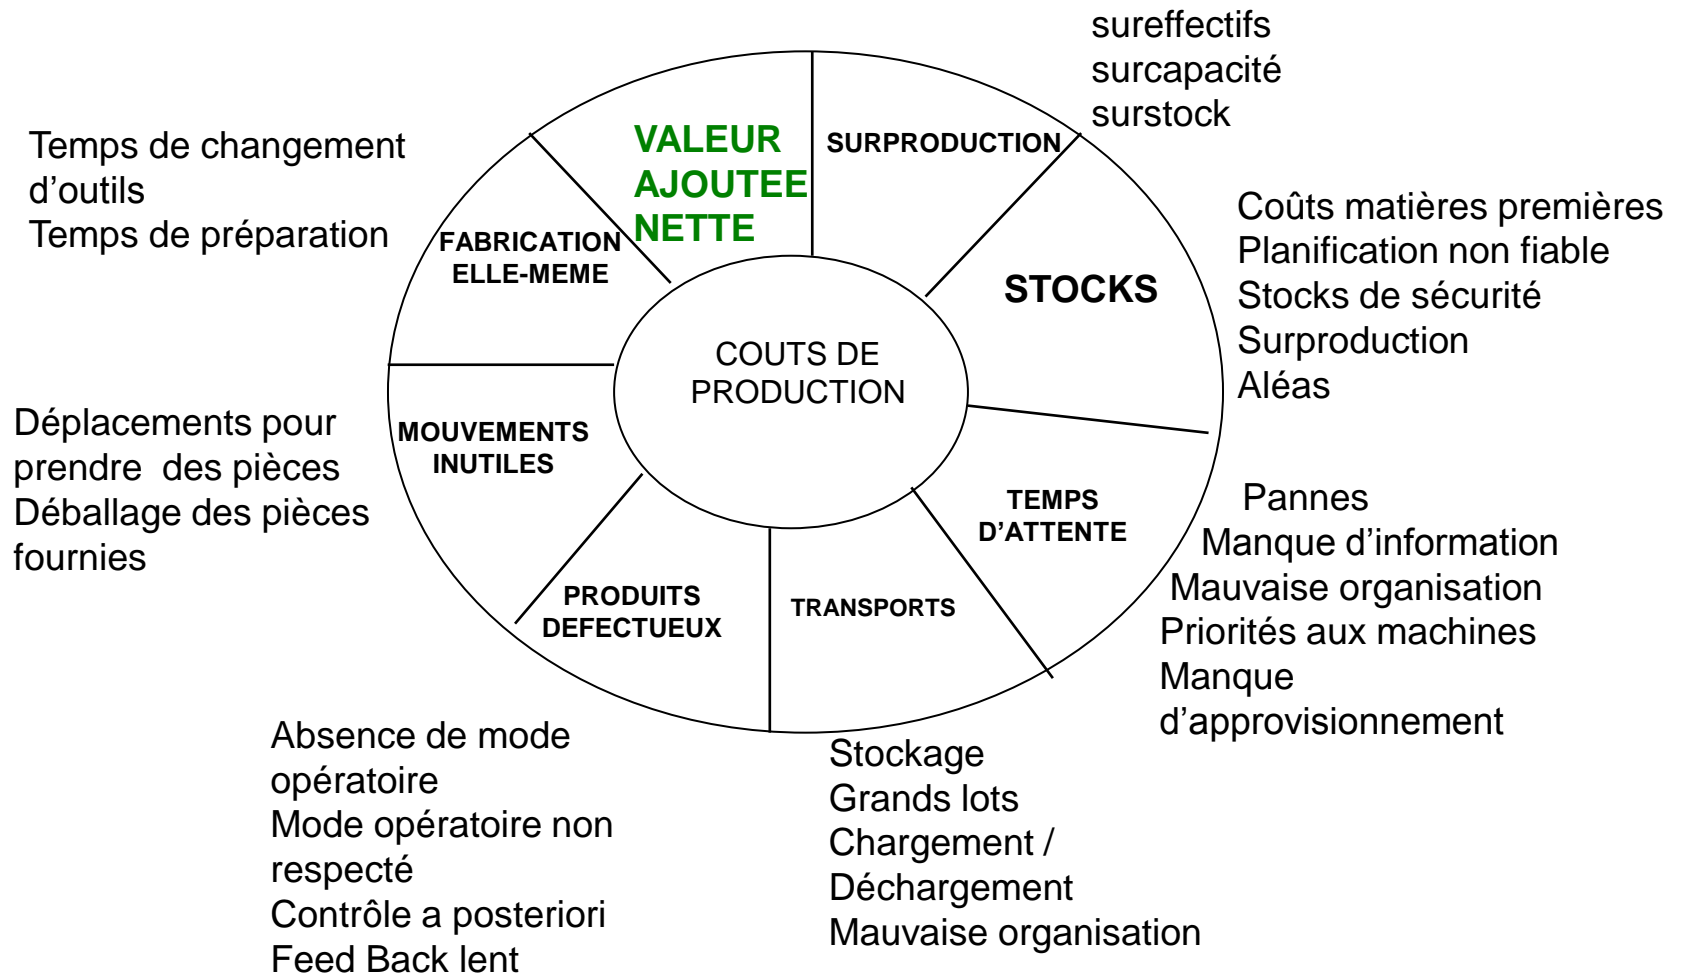 sureffectifs
surcapacité
surstock
VALEUR
AJOUTEE
NETTE
SURPRODUCTION
Temps de changement
d’outils
Temps de préparation
FABRICATION
ELLE-MEME
STOCKS
Coûts matières premières
Planification non fiable
Stocks de sécurité
Surproduction
Aléas
COUTS DE
PRODUCTION
Déplacements pour
prendre  des pièces
Déballage des pièces
fournies
MOUVEMENTS
INUTILES
TEMPS
D’ATTENTE
Pannes
Manque d’information
Mauvaise organisation
Priorités aux machines
Manque
d’approvisionnement
PRODUITS
DEFECTUEUX
TRANSPORTS
Absence de mode
opératoire
Mode opératoire non
respecté
Contrôle a posteriori
Feed Back lent
Stockage
Grands lots
Chargement /
Déchargement
Mauvaise organisation